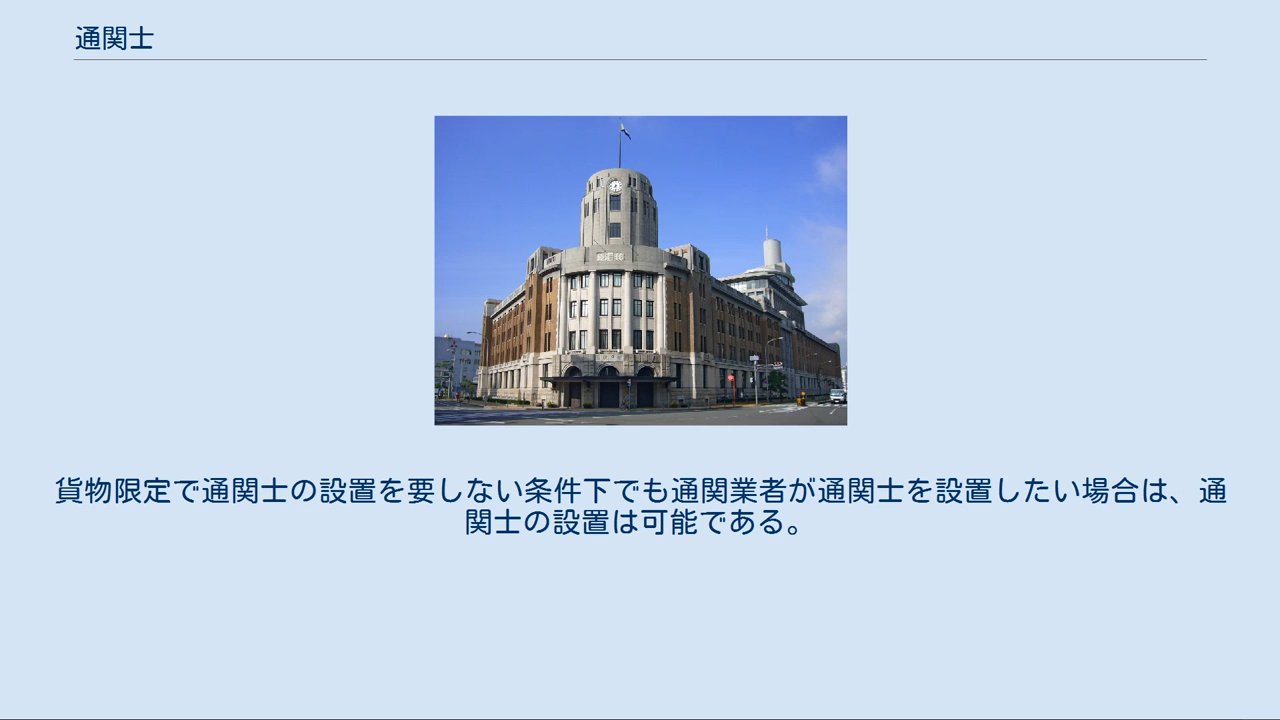 通関士
貨物限定で通関士の設置を要しない条件下でも通関業者が通関士を設置したい場合は、通
関士の設置は可能である。